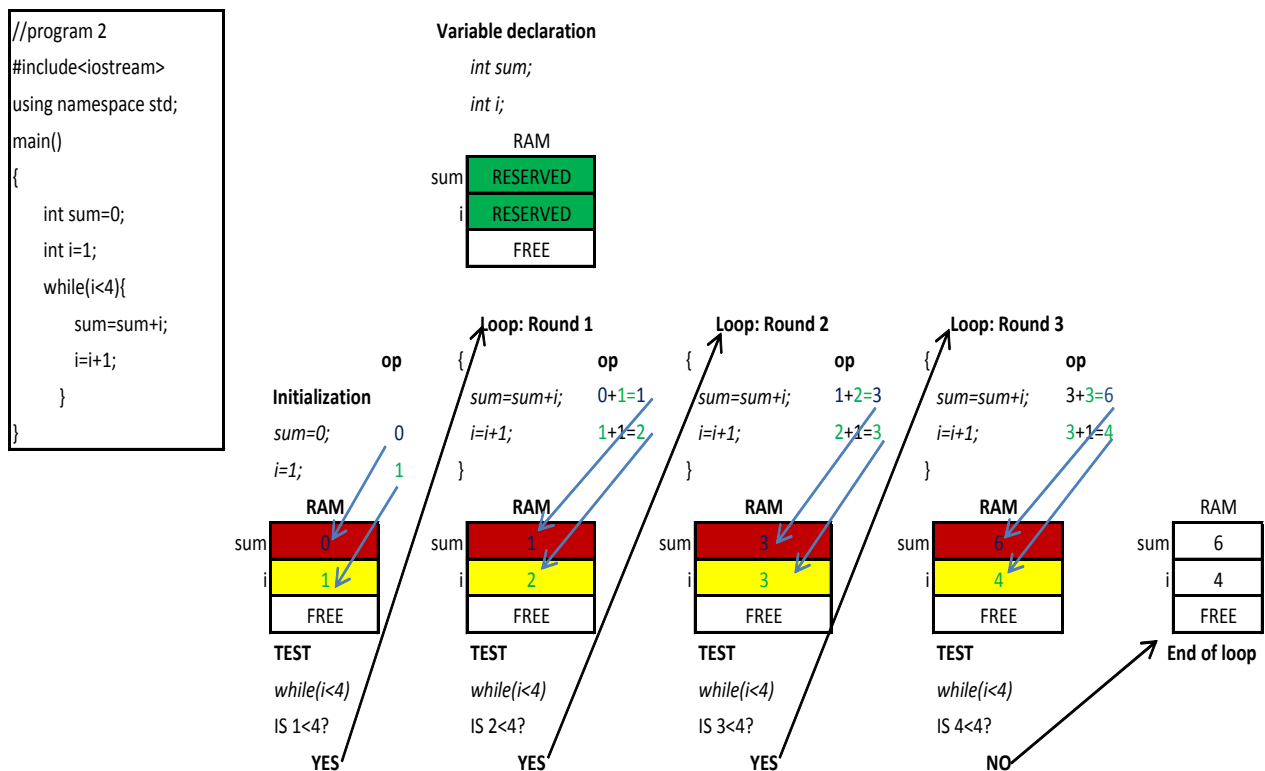 //program 2
#include<iostream>
using namespace std;
main()
{
int sum=0;
int i=1;
while(i<4){
sum=sum+i;
i=i+1;
}
}
Variable declaration
int sum;
int i;
RAM
sum RESERVED
i RESERVED
FREE
op
Initialization
sum=0; 0
i=1; 1
RAM
sum 0
i 1
FREE
TEST
while(i<4)
IS 1<4?
YES
Loop: Round 1
{ op
sum=sum+i; 0+1=1
i=i+1; 1+1=2
}
RAM
sum 1
i 2
FREE
TEST
while(i<4)
IS 2<4?
YES
Loop: Round 2
{ op
sum=sum+i; 1+2=3
i=i+1; 2+1=3
}
RAM
sum 3
i 3
FREE
TEST
while(i<4)
IS 3<4?
YES
Loop: Round 3
{ op
sum=sum+i; 3+3=6
i=i+1; 3+1=4
}
RAM
sum 6
i 4
FREE
TEST
while(i<4)
IS 4<4?
NO
RAM
sum 6
i 4
FREE
End of loop